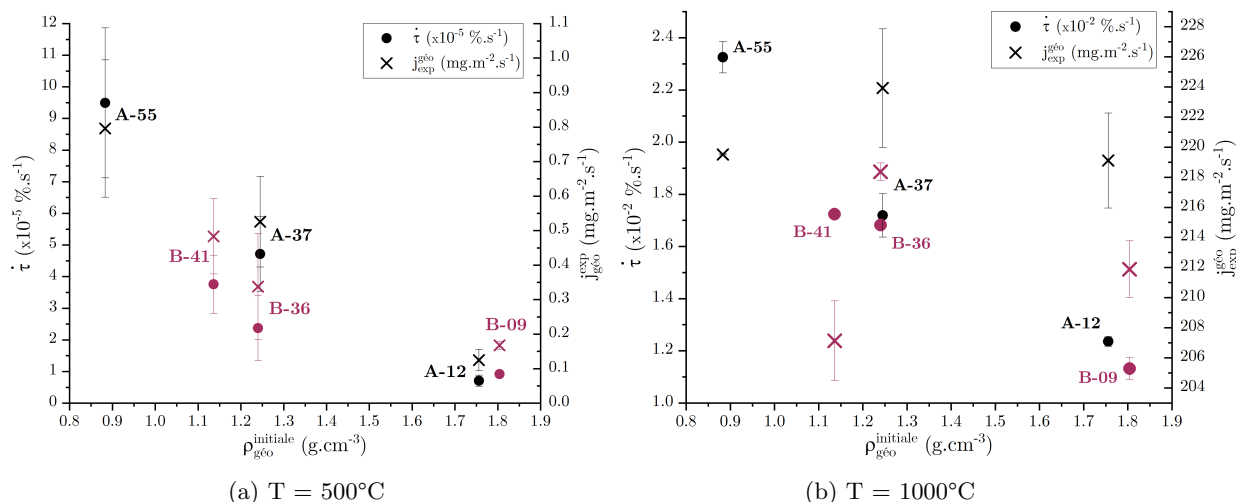 12
11
10
9
8
7
6
5
4
3
2
1
0
τ̇ (x10⁻⁵ %.s⁻¹)
τ̇ (x10⁻⁵ %.s⁻¹)
j_exp^géo (mg.m⁻².s⁻¹)
A-55
A-37
B-41
B-36
B-09
A-12
1.1
1.0
0.9
0.8
0.7
0.6
0.5
0.4
0.3
0.2
0.1
0.0
j_géo^exp (mg.m⁻².s⁻¹)
0.8 0.9 1.0 1.1 1.2 1.3 1.4 1.5 1.6 1.7 1.8 1.9
ρ_géo^initiale (g.cm⁻³)
(a) T = 500°C
2.4
2.2
2.0
1.8
1.6
1.4
1.2
1.0
τ̇ (x10⁻² %.s⁻¹)
τ̇ (x10⁻² %.s⁻¹)
j_exp^géo (mg.m⁻².s⁻¹)
A-55
A-37
B-41
B-36
A-12
B-09
228
226
224
222
220
218
216
214
212
210
208
206
204
j_exp^géo (mg.m⁻².s⁻¹)
0.8 0.9 1.0 1.1 1.2 1.3 1.4 1.5 1.6 1.7 1.8 1.9
ρ_géo^initiale (g.cm⁻³)
(b) T = 1000°C